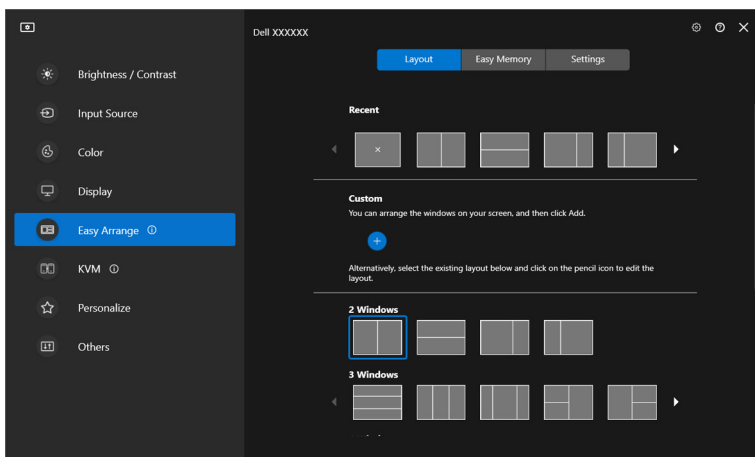 Dell XXXXXX
Layout
Easy Memory
Settings
Brightness / Contrast
Input Source
Color
Display
Easy Arrange
KVM
Personalize
Others
Recent
Custom
You can arrange the windows on your screen, and then click Add.
Alternatively, select the existing layout below and click on the pencil icon to edit the
layout.
2 Windows
3 Windows